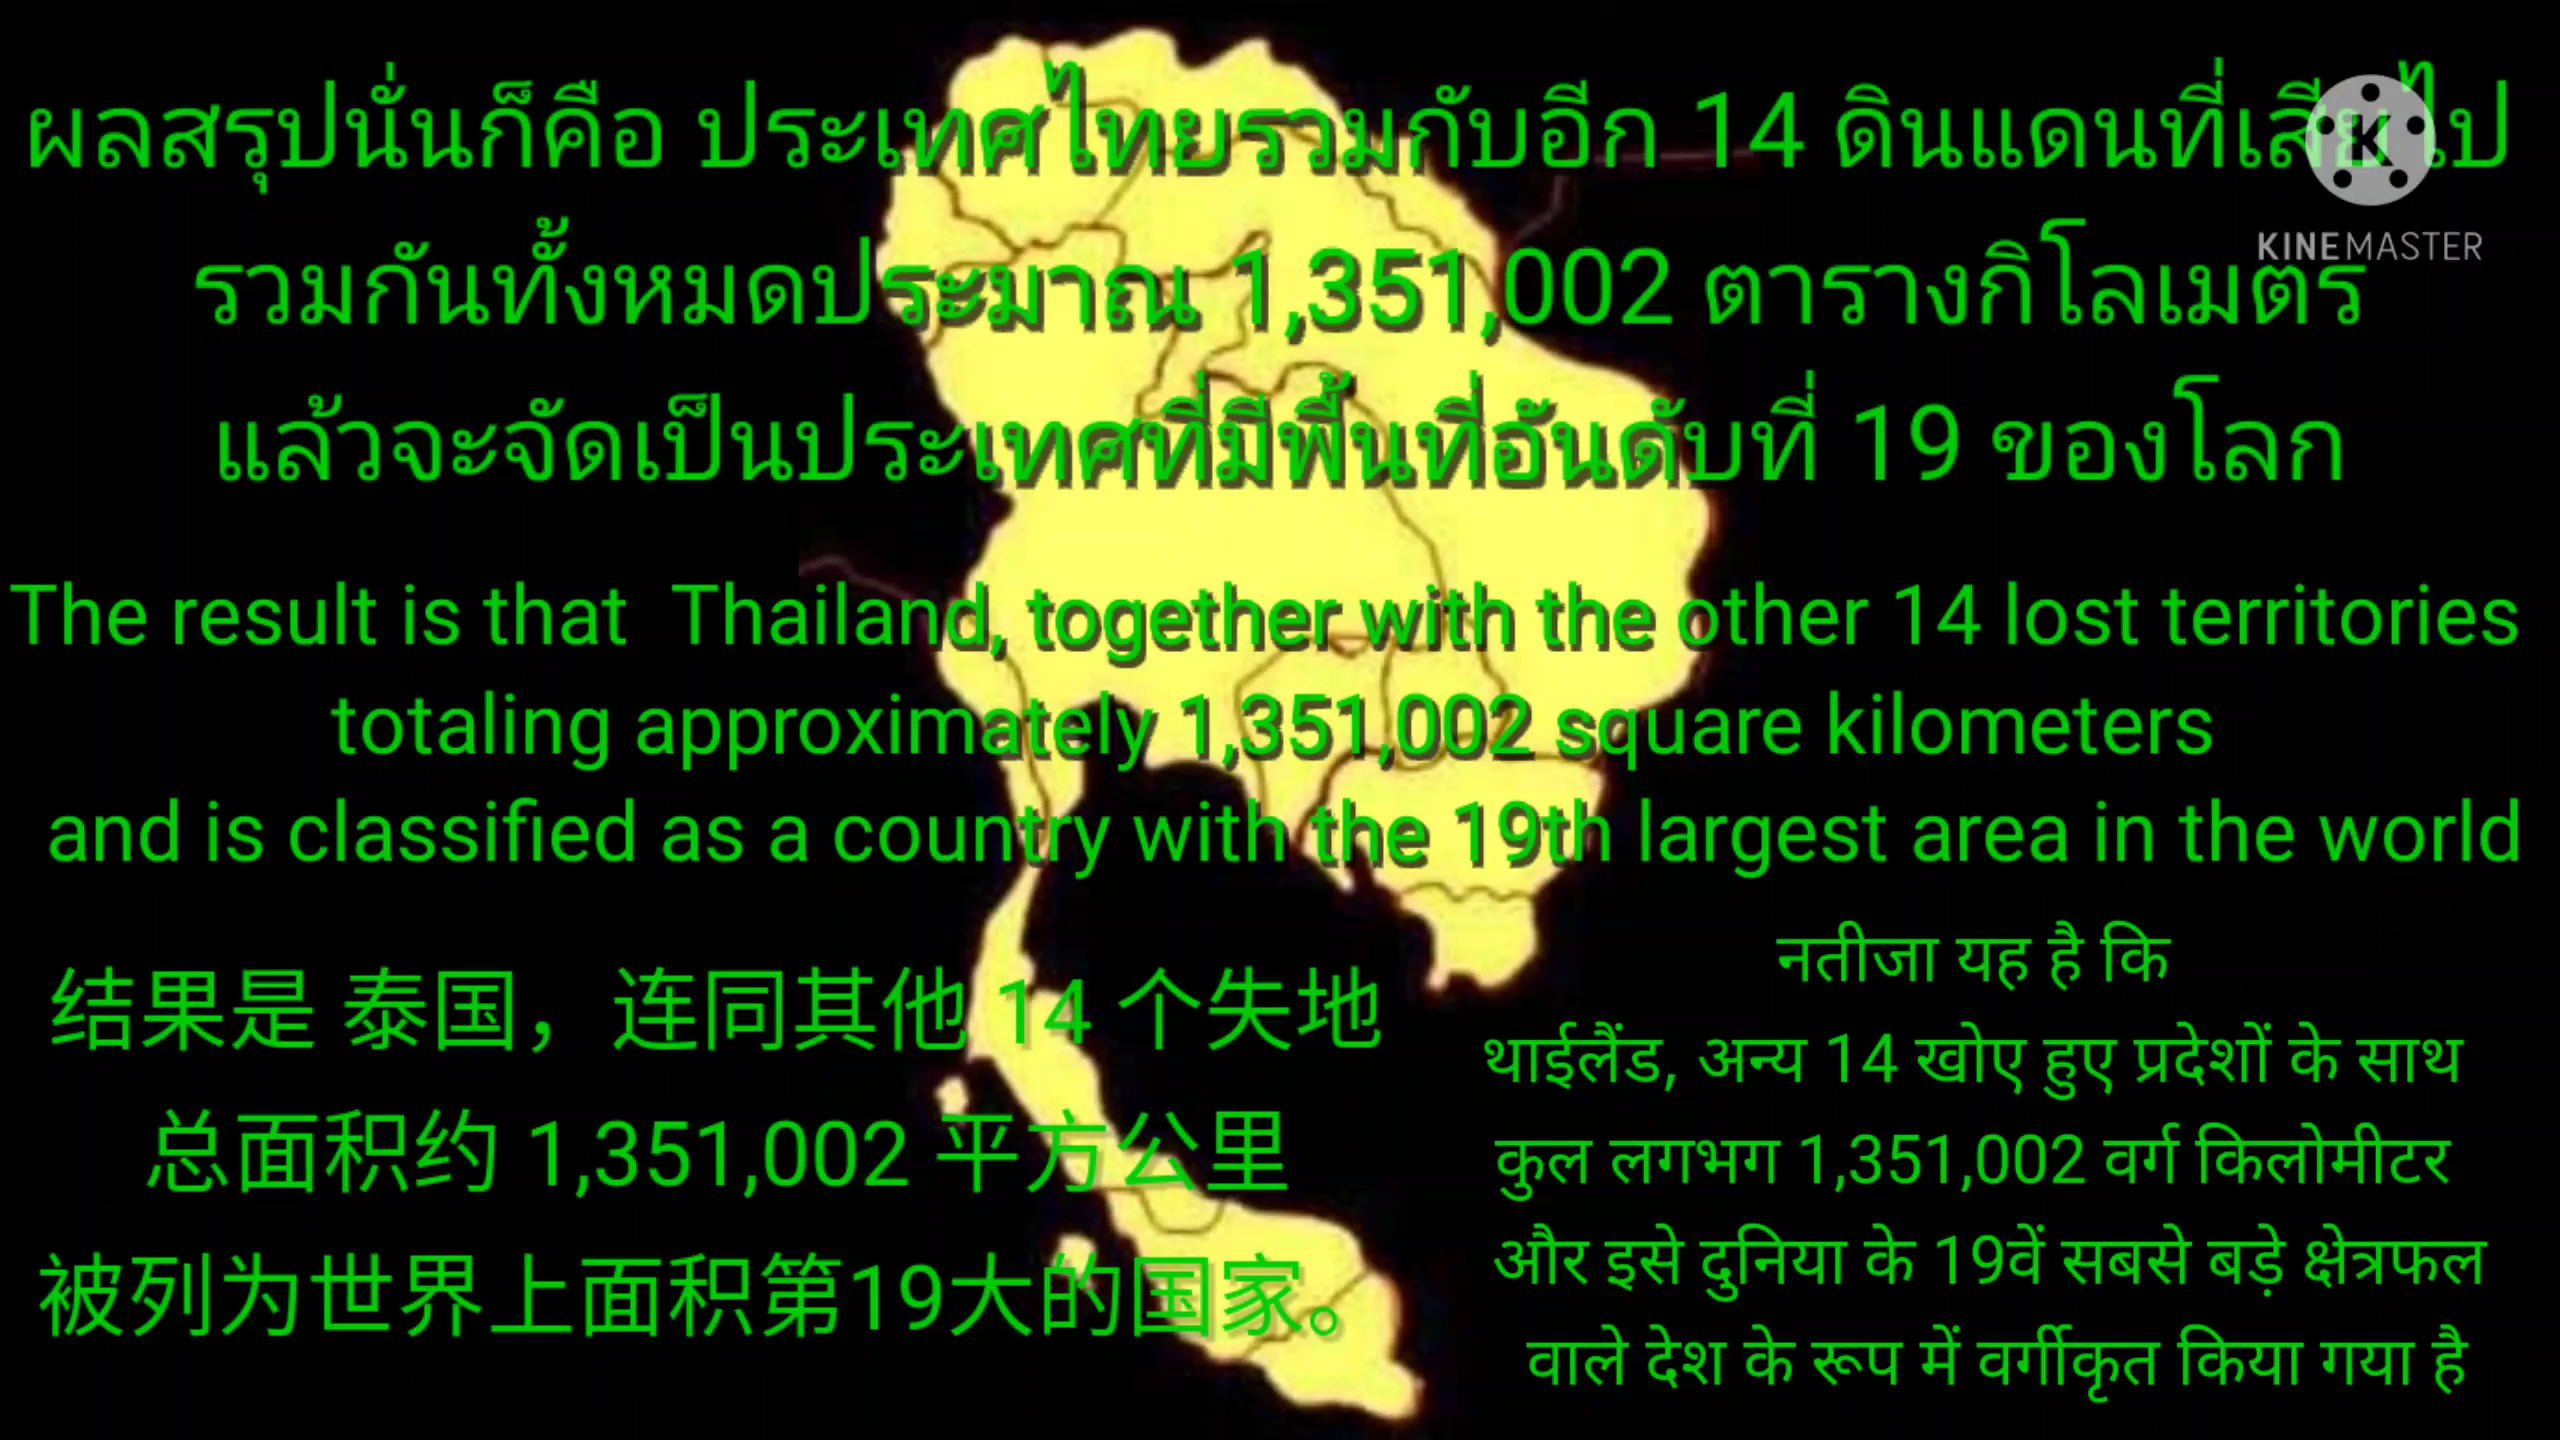 ผลสรุปนั่นก็คือ ประเทศไทยรวมกับอีก 14 ดินแดนที่เสียไป
รวมกันทั้งหมดประมาณ 1,351,002 ตารางกิโลเมตร
แล้วจะจัดเป็นประเทศที่มีพื้นที่อันดับที่ 19 ของโลก
K
KINEMASTER
The result is that Thailand, together with the other 14 lost territories
totaling approximately 1,351,002 square kilometers
and is classified as a country with the 19th largest area in the world
结果是 泰国，连同其他 14 个失地
总面积约 1,351,002 平方公里
被列为世界上面积第19大的国家。
नतीजा यह है कि
थाईलैंड, अन्य 14 खोए हुए प्रदेशों के साथ
कुल लगभग 1,351,002 वर्ग किलोमीटर
और इसे दुनिया के 19वें सबसे बड़े क्षेत्रफल
वाले देश के रूप में वर्गीकृत किया गया है